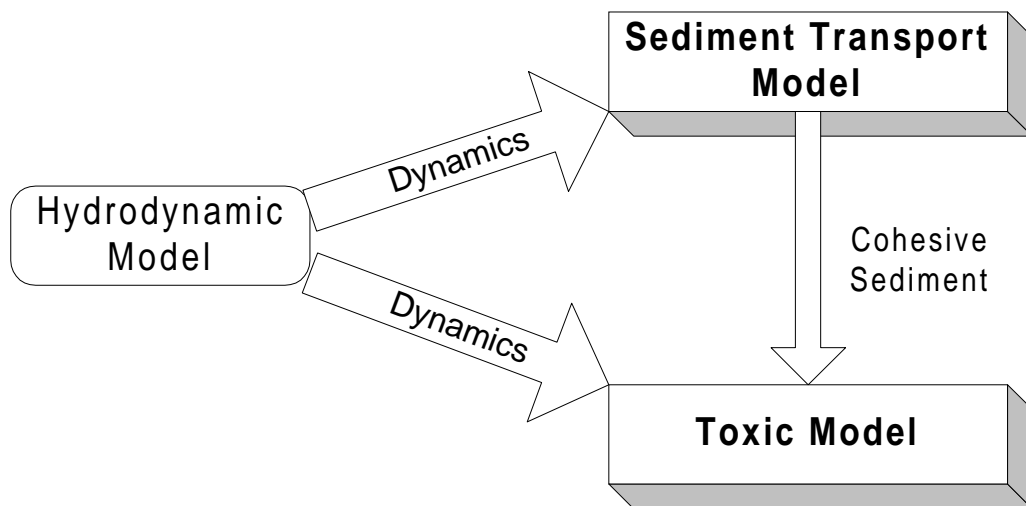 Sediment Transport
Model
Dynamics
Hydrodynamic
Model
Cohesive
Sediment
Dynamics
Toxic Model